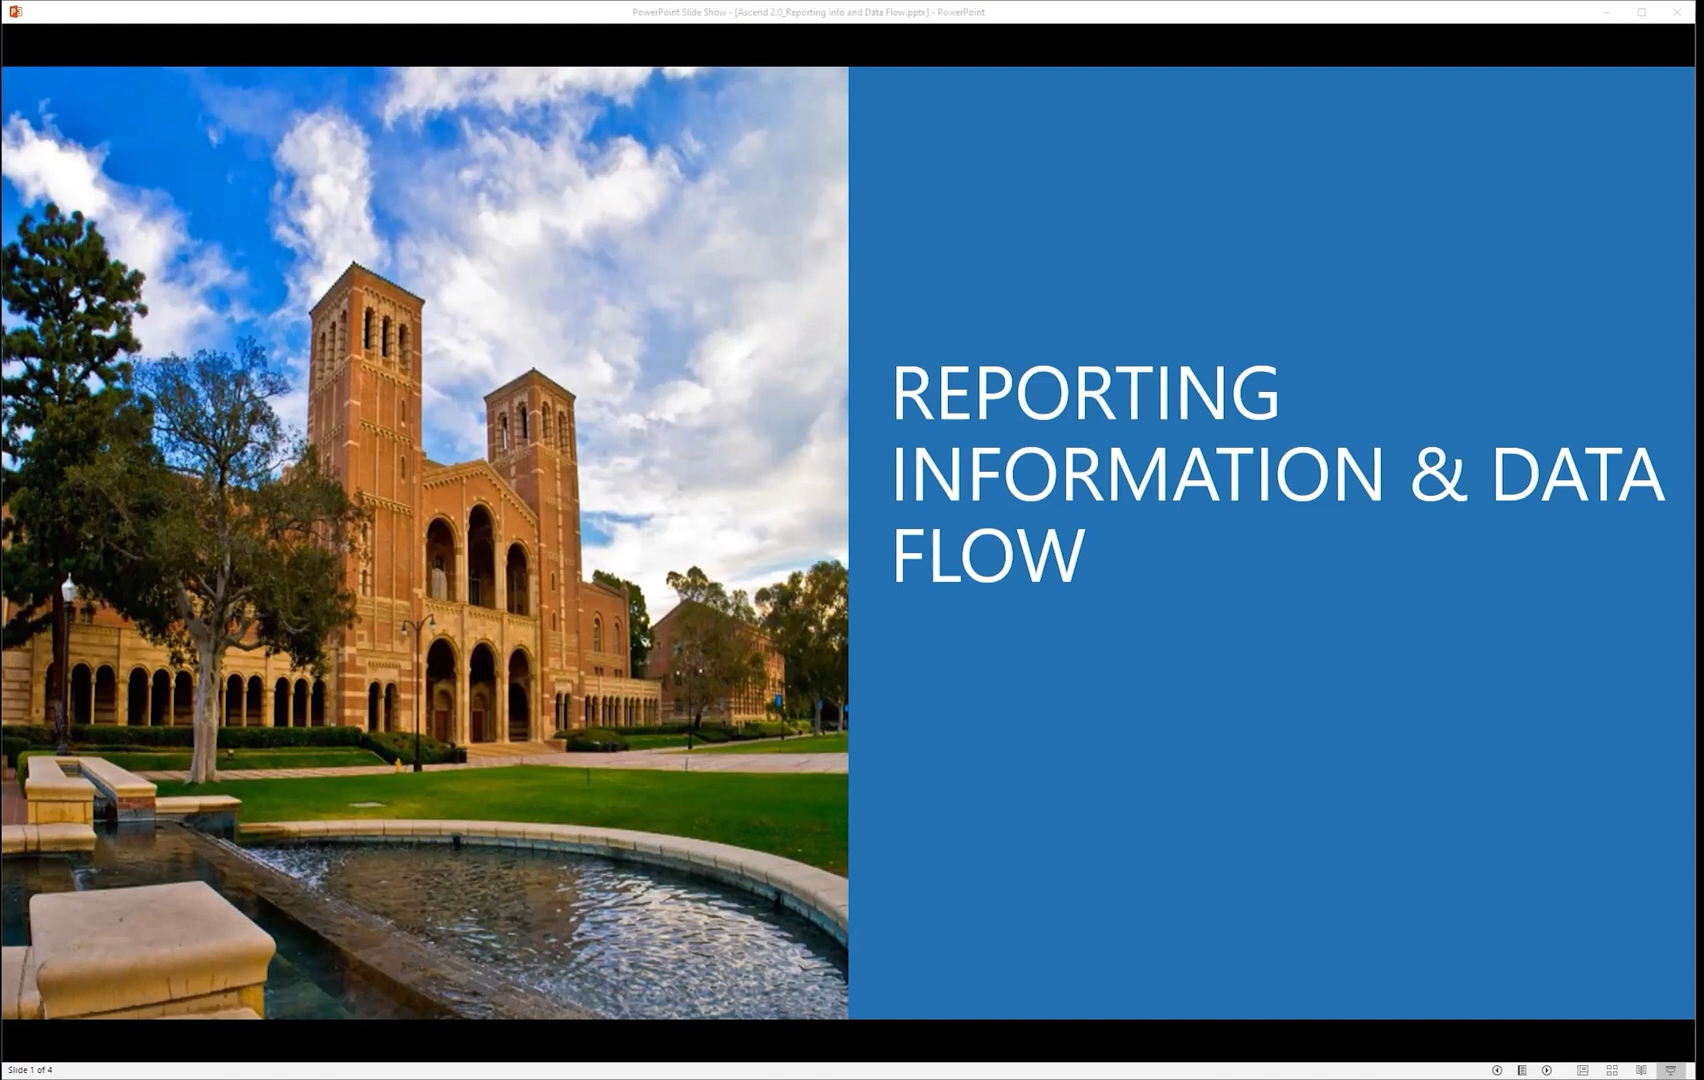 PowerPoint Slide Show - [Ascend 2.0_Reporting Info and Data Flow.pptx] - PowerPoint
REPORTING
INFORMATION & DATA
FLOW
Slide 1 of 4